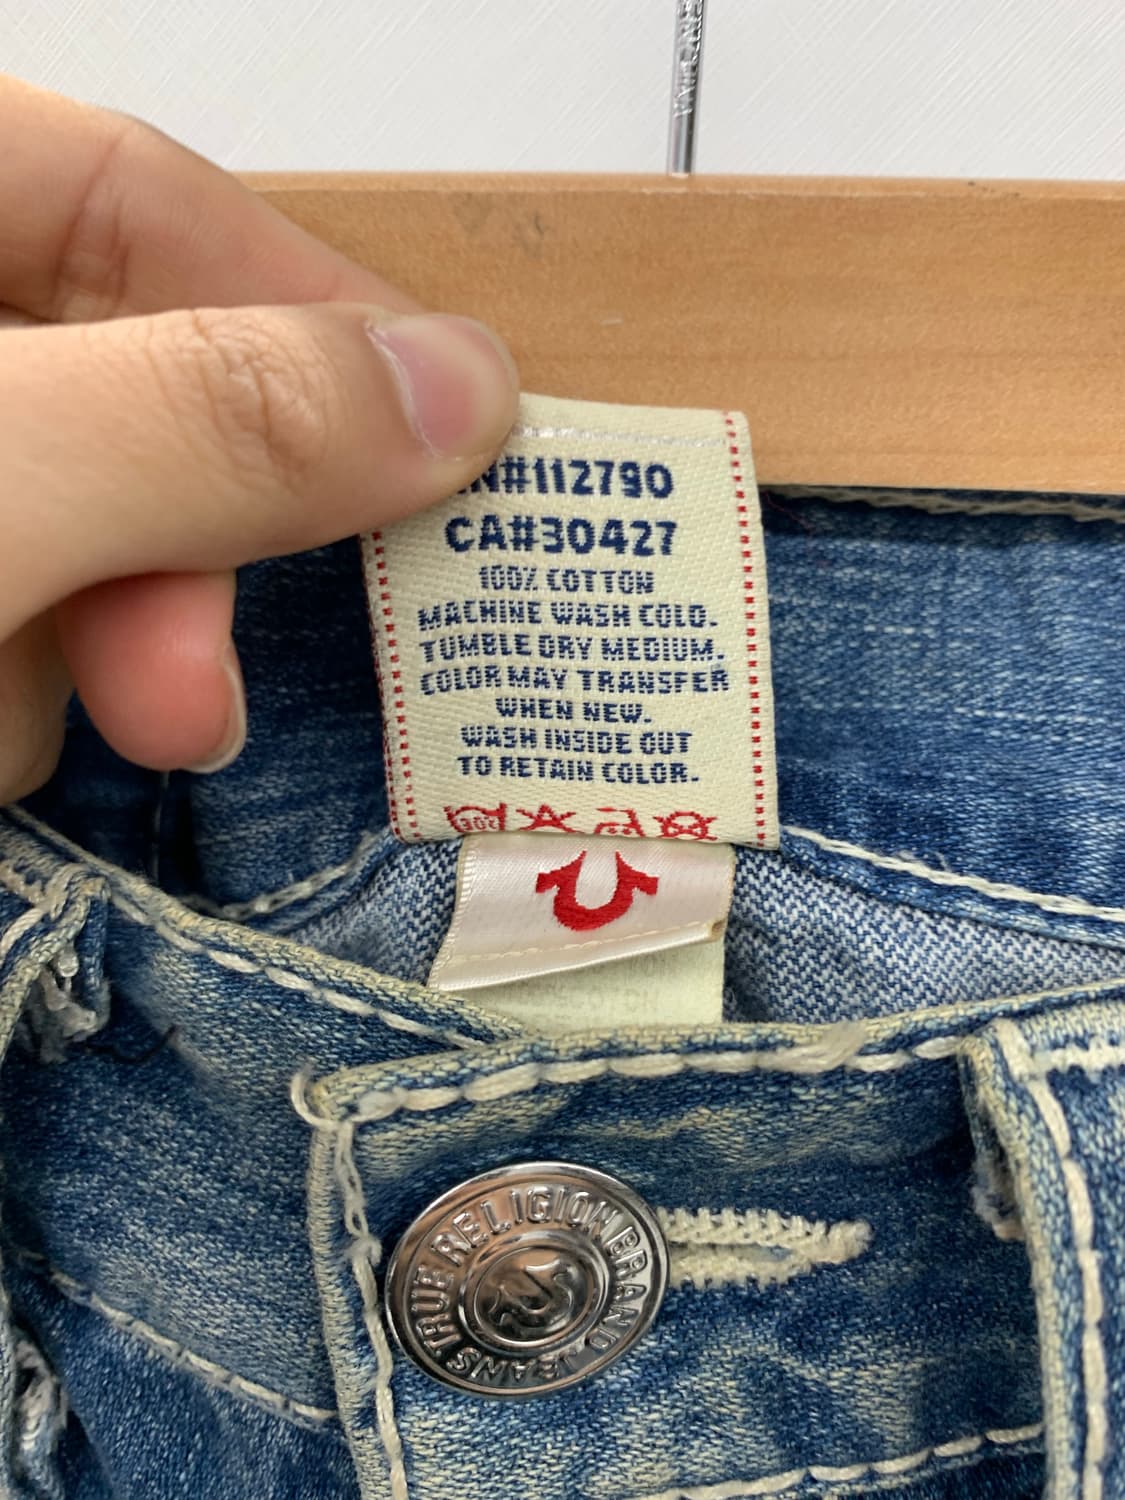 N#112790
CA#30427
100% COTTON
MACHINE WASH COLD.
TUMBLE DRY MEDIUM.
COLOR MAY TRANSFER
WHEN NEW.
WASH INSIDE OUT
TO RETAIN COLOR.
TRUE RELIGION BRAND JEANS